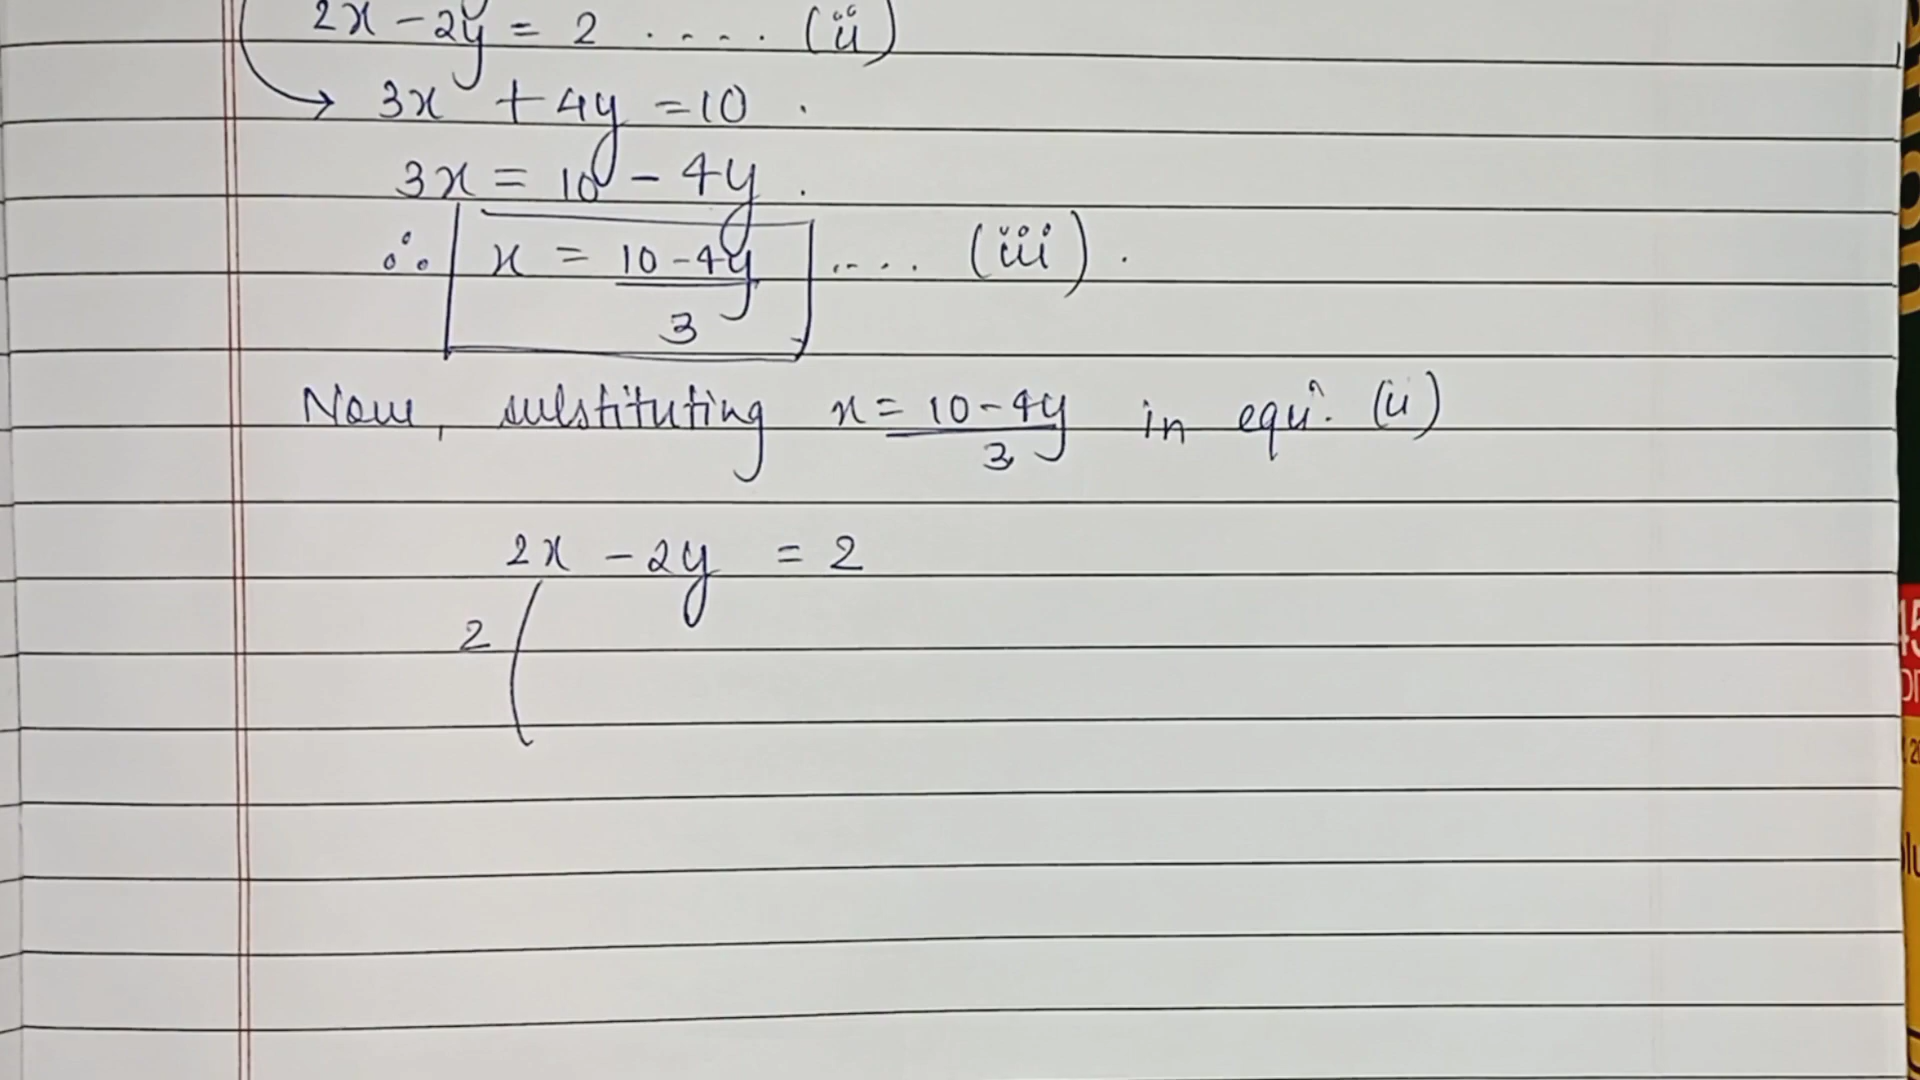 2x - 2y = 2 ..... (ii)
→ 3x + 4y = 10 .
3x = 10 - 4y .
∴ x = 10-4y .... (iii) .
3
Now, substituting x = 10-4y in equⁿ. (ii)
3
2x - 2y = 2
2 (